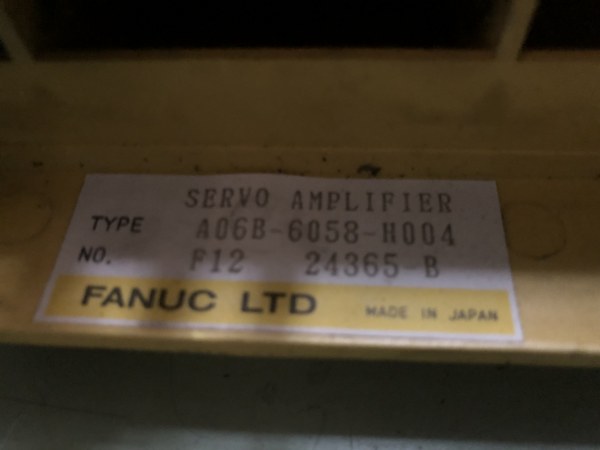 SERVO AMPLIFIER
TYPE A06B-6058-H004
NO. F12 24365-B
FANUC LTD MADE IN JAPAN